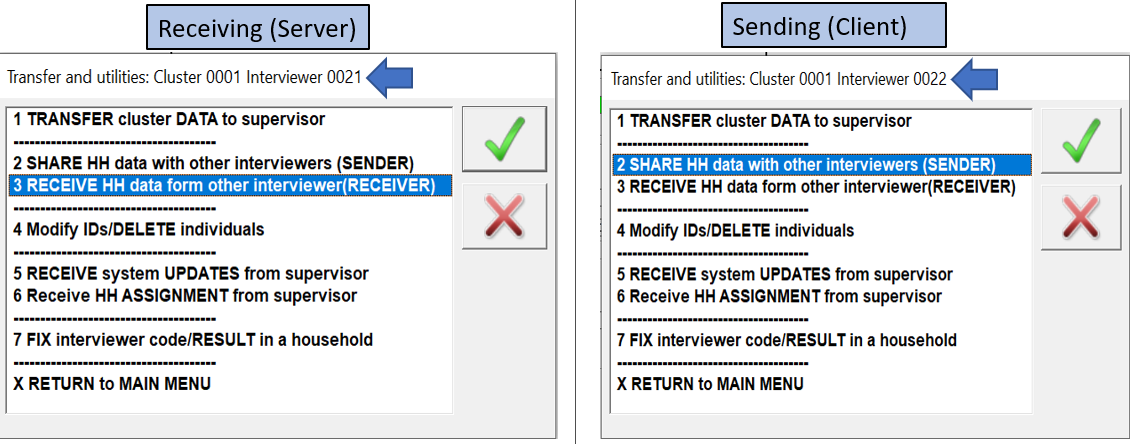 Receiving (Server)
Transfer and utilities: Cluster 0001 Interviewer 0021
1 TRANSFER cluster DATA to supervisor
--------------------------------------
2 SHARE HH data with other interviewers (SENDER)
3 RECEIVE HH data form other interviewer(RECEIVER)
--------------------------------------
4 Modify IDs/DELETE individuals
--------------------------------------
5 RECEIVE system UPDATES from supervisor
6 Receive HH ASSIGNMENT from supervisor
--------------------------------------
7 FIX interviewer code/RESULT in a household
--------------------------------------
X RETURN to MAIN MENU
Sending (Client)
Transfer and utilities: Cluster 0001 Interviewer 0022
1 TRANSFER cluster DATA to supervisor
--------------------------------------
2 SHARE HH data with other interviewers (SENDER)
3 RECEIVE HH data form other interviewer(RECEIVER)
--------------------------------------
4 Modify IDs/DELETE individuals
--------------------------------------
5 RECEIVE system UPDATES from supervisor
6 Receive HH ASSIGNMENT from supervisor
--------------------------------------
7 FIX interviewer code/RESULT in a household
--------------------------------------
X RETURN to MAIN MENU